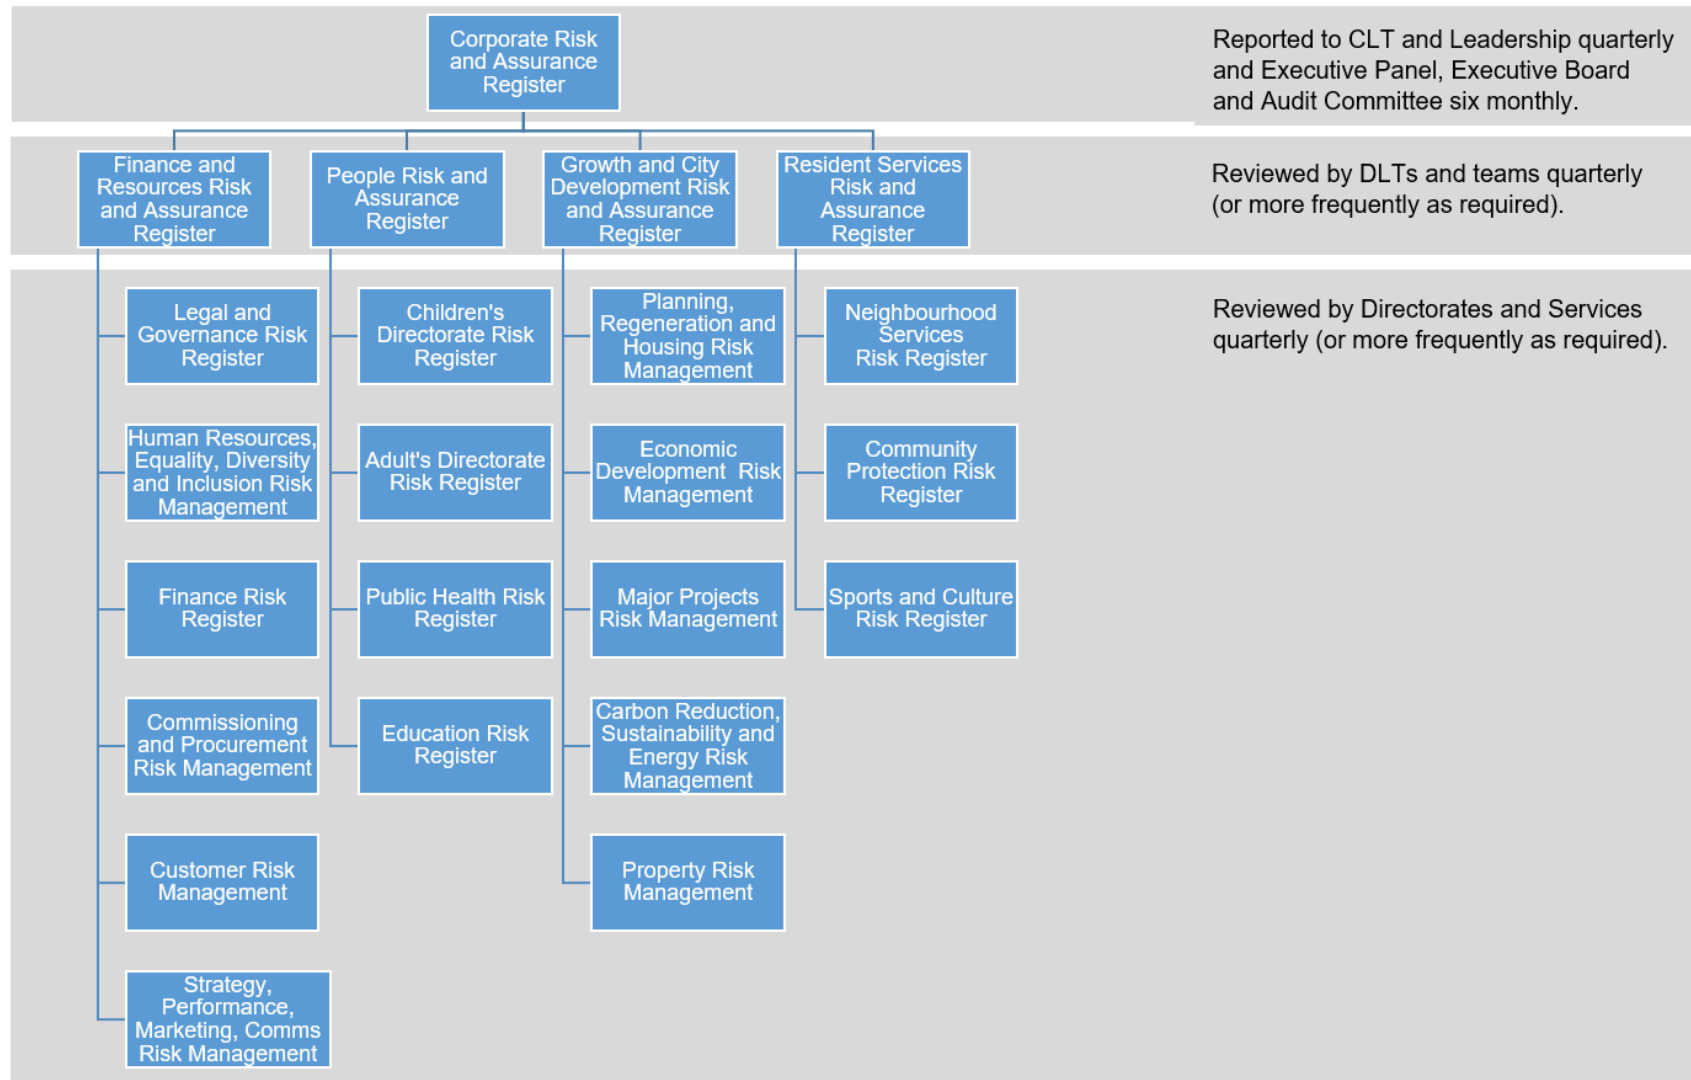 Corporate Risk
and Assurance
Register
Reported to CLT and Leadership quarterly
and Executive Panel, Executive Board
and Audit Committee six monthly.
Finance and
Resources Risk
and Assurance
Register
People Risk and
Assurance
Register
Growth and City
Development Risk
and Assurance
Register
Resident Services
Risk and
Assurance
Register
Reviewed by DLTs and teams quarterly
(or more frequently as required).
Legal and
Governance Risk
Register
Children's
Directorate Risk
Register
Planning,
Regeneration and
Housing Risk
Management
Neighbourhood
Services
Risk Register
Reviewed by Directorates and Services
quarterly (or more frequently as required).
Human Resources,
Equality, Diversity
and Inclusion Risk
Management
Adult's Directorate
Risk Register
Economic
Development Risk
Management
Community
Protection Risk
Register
Finance Risk
Register
Public Health Risk
Register
Major Projects
Risk Management
Sports and Culture
Risk Register
Commissioning
and Procurement
Risk Management
Education Risk
Register
Carbon Reduction,
Sustainability and
Energy Risk
Management
Customer Risk
Management
Property Risk
Management
Strategy,
Performance,
Marketing, Comms
Risk Management